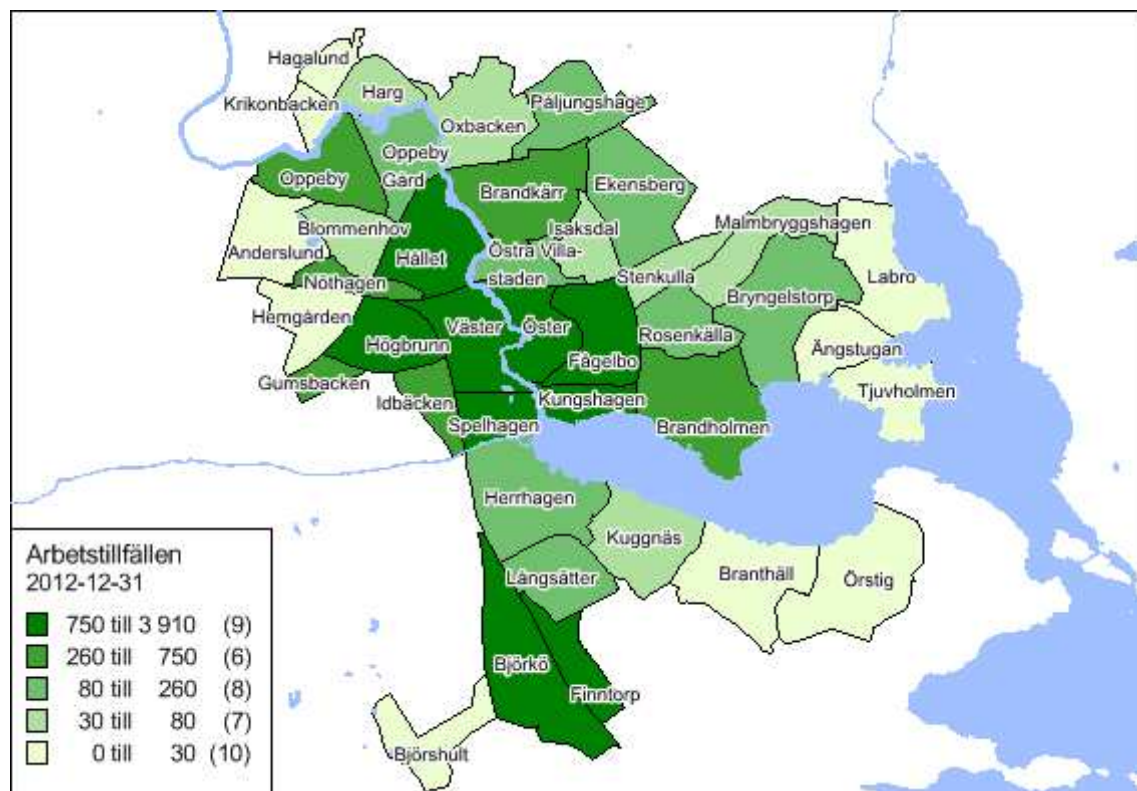 Hagalund
Krikonbacken
Harg
Oxbacken
Påljungshage
Oppeby
Oppeby
Gård
Brandkärr
Ekensberg
Anderslund
Blommenhov
Hållet
Isaksdal
Malmbryggshagen
Östra Villa-
staden
Stenkulla
Labro
Nöthagen
Bryngelstorp
Hemgården
Väster
Öster
Rosenkälla
Högbrunn
Fågelbo
Ängstugan
Gumsbacken
Idbäcken
Kungshagen
Tjuvholmen
Spelhagen
Brandholmen
Herrhagen
Kuggnäs
Långsätter
Branthäll
Örstig
Björkö
Finntorp
Björshult
Arbetstillfällen
2012-12-31
750 till 3 910 (9)
260 till 750 (6)
80 till 260 (8)
30 till 80 (7)
0 till 30 (10)